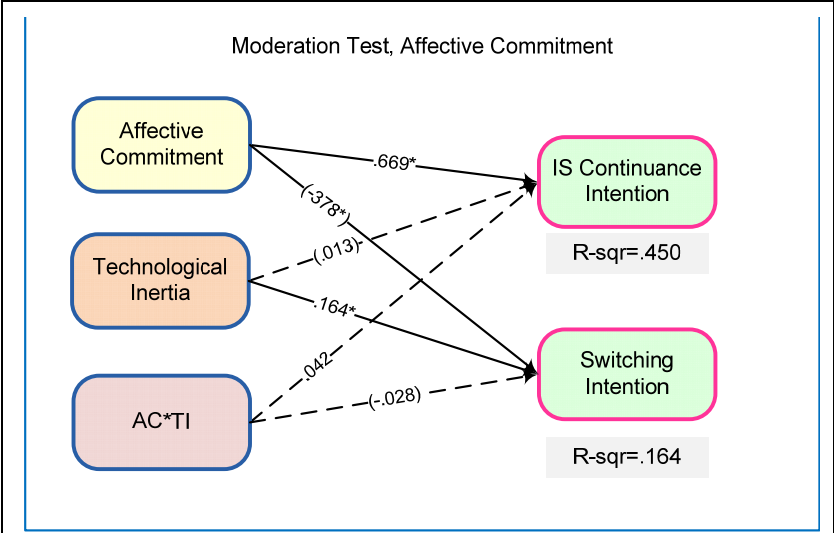 Moderation Test, Affective Commitment
Affective
Commitment
.669*
IS Continuance
Intention
(-378*)
R-sqr=.450
Technological
Inertia
(.013)
.164*
Switching
Intention
.042
AC*TI
(-.028)
R-sqr=.164